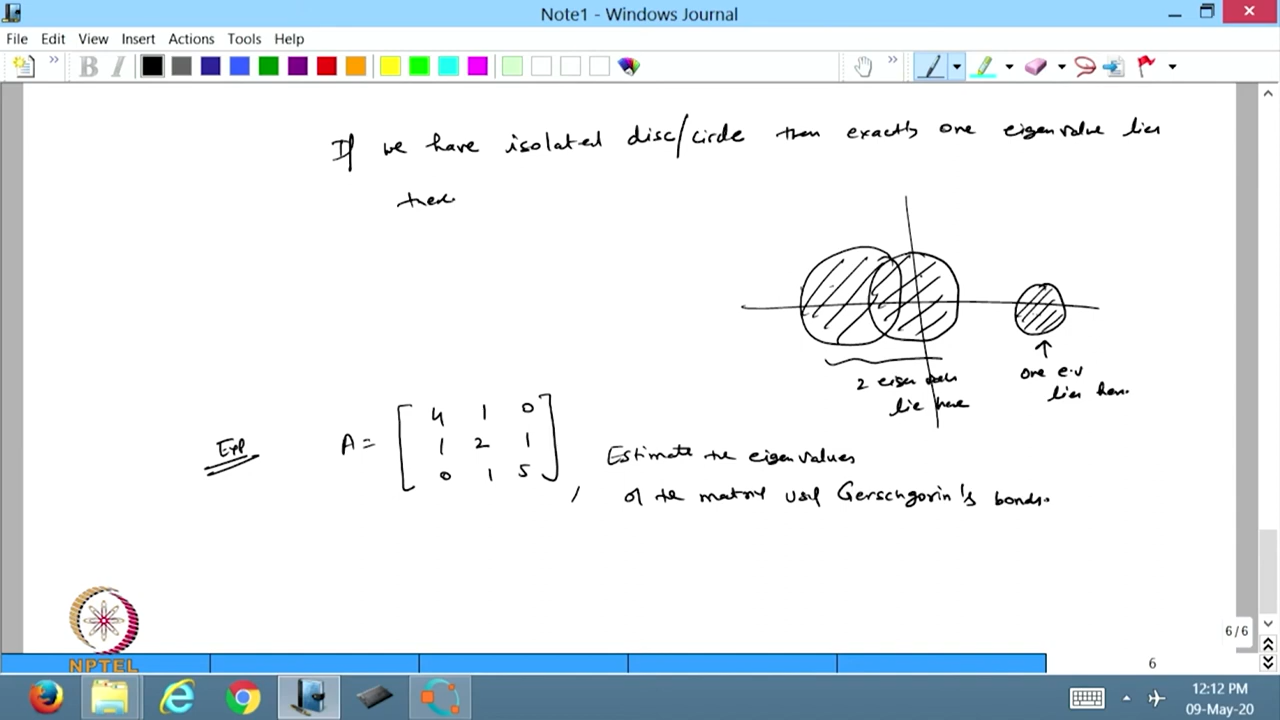 Note1 - Windows Journal
File Edit View Insert Actions Tools Help
If we have isolated disc/circle then exactly one eigenvalue lies
there
2 eigen values
lie here
one e.v
lies here.
Exp A = [ 4 1 0
1 2 1
0 1 5 ] , Estimate the eigenvalues
of the matrix using Gerschgorin's bonds.
6 / 6
NPTEL
6
12:12 PM
09-May-20